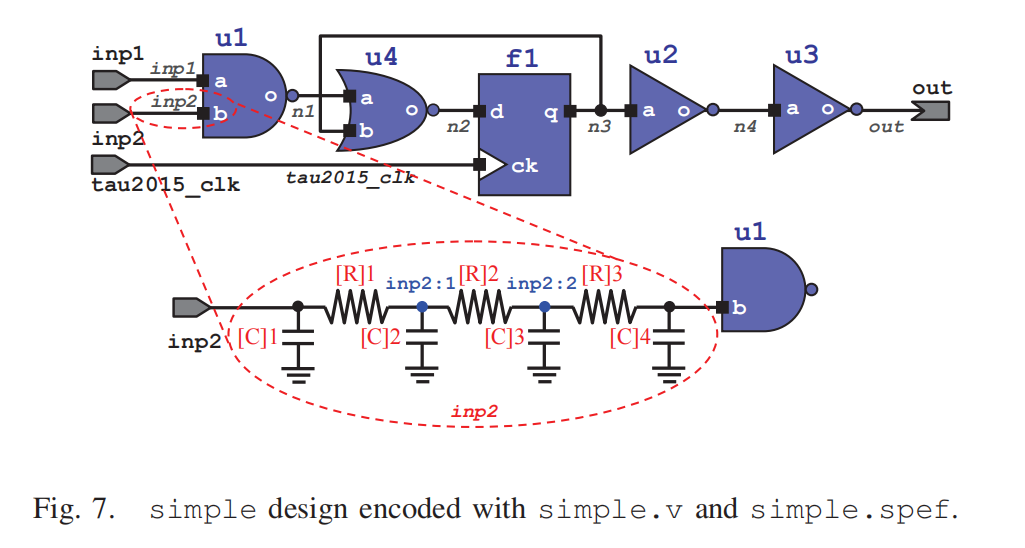 u1
u4
f1
u2
u3
inp1
inp1
a
o
n1
a
o
n2
d
q
n3
a
o
n4
a
o
out
out
inp2
b
b
inp2
ck
tau2015_clk
tau2015_clk
u1
[R]1
inp2:1
[R]2
inp2:2
[R]3
b
inp2
[C]1
[C]2
[C]3
[C]4
inp2
Fig. 7. simple design encoded with simple.v and simple.spef.